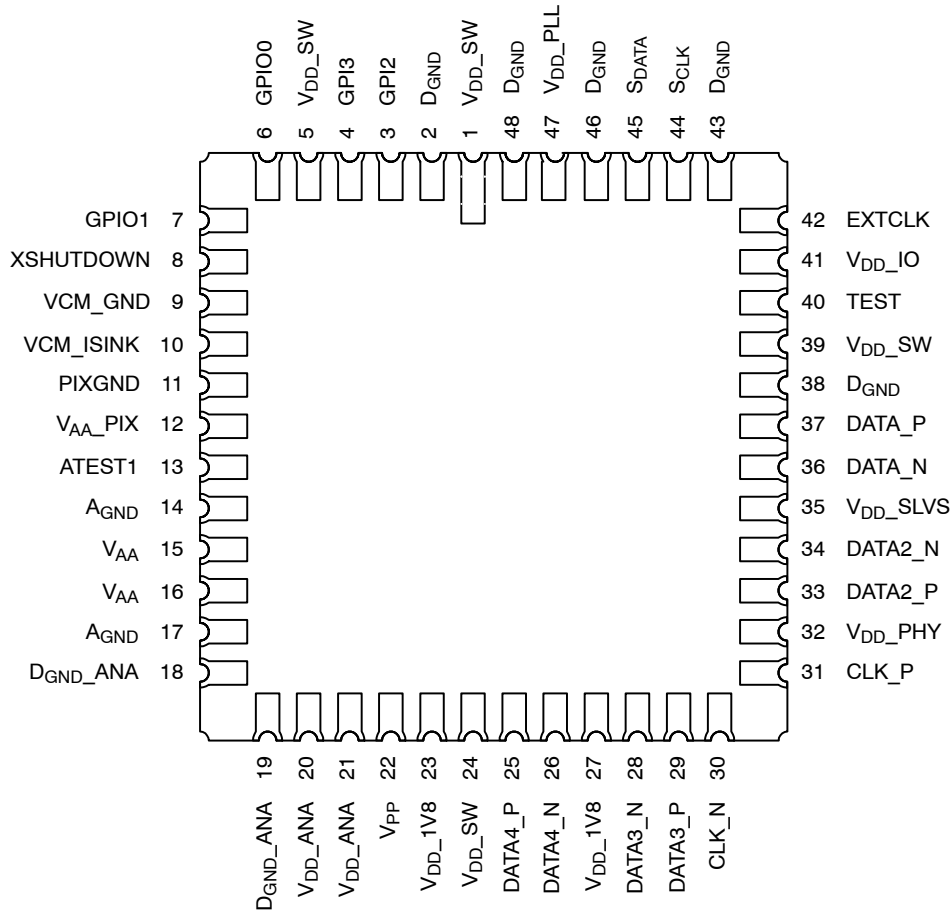 GPIO0 VDD_SW GPI3 GPI2 DGND VDD_SW DGND VDD_PLL DGND SDATA SCLK DGND
6 5 4 3 2 1 48 47 46 45 44 43
GPIO1 7
XSHUTDOWN 8
VCM_GND 9
VCM_ISINK 10
PIXGND 11
VAA_PIX 12
ATEST1 13
AGND 14
VAA 15
VAA 16
AGND 17
DGND_ANA 18
42 EXTCLK
41 VDD_IO
40 TEST
39 VDD_SW
38 DGND
37 DATA_P
36 DATA_N
35 VDD_SLVS
34 DATA2_N
33 DATA2_P
32 VDD_PHY
31 CLK_P
19 20 21 22 23 24 25 26 27 28 29 30
DGND_ANA VDD_ANA VDD_ANA VPP VDD_1V8 VDD_SW DATA4_P DATA4_N VDD_1V8 DATA3_N DATA3_P CLK_N